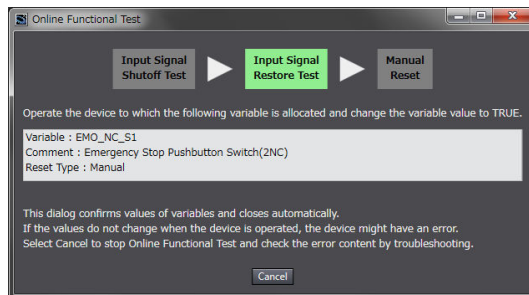 Online Functional Test
Input Signal
Shutoff Test
Input Signal
Restore Test
Manual
Reset
Operate the device to which the following variable is allocated and change the variable value to TRUE.
Variable : EMO_NC_S1
Comment : Emergency Stop Pushbutton Switch(2NC)
Reset Type : Manual
This dialog confirms values of variables and closes automatically.
If the values do not change when the device is operated, the device might have an error.
Select Cancel to stop Online Functional Test and check the error content by troubleshooting.
Cancel